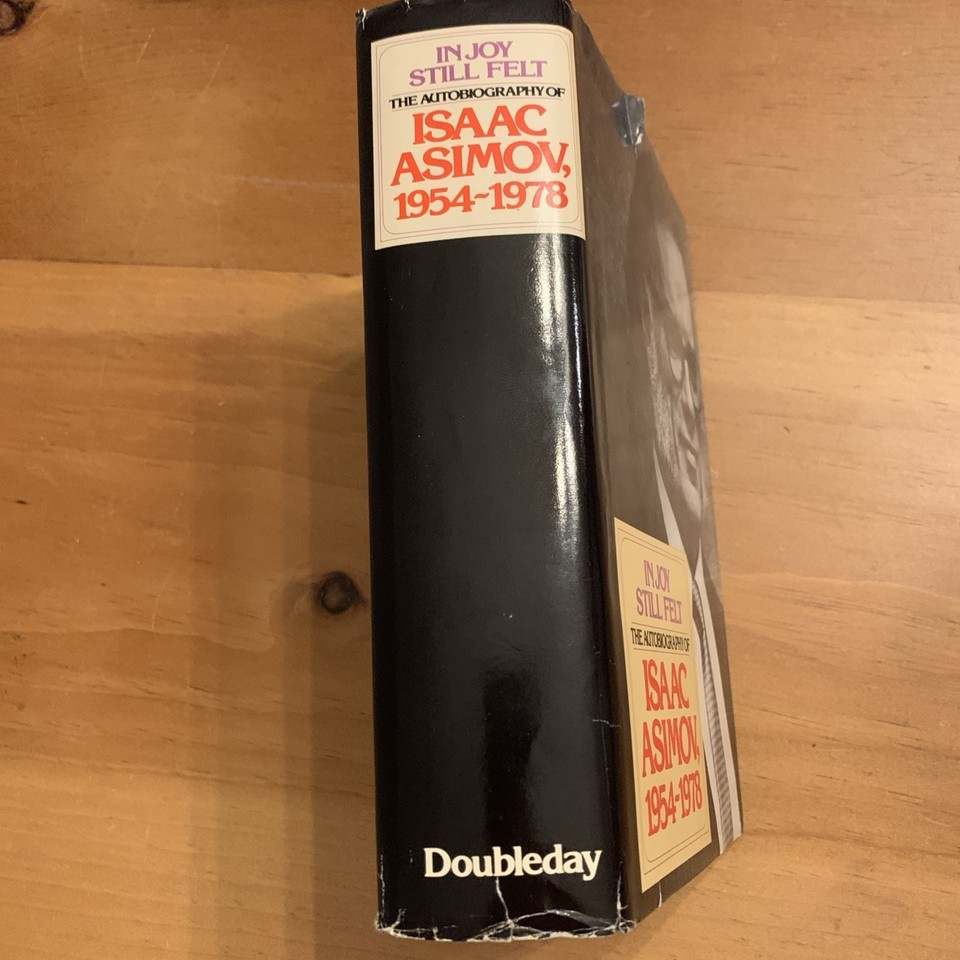 IN JOY
STILL FELT
THE AUTOBIOGRAPHY OF
ISAAC
ASIMOV,
1954~1978
Doubleday
IN JOY
STILL FELT
THE AUTOBIOGRAPHY OF
ISAAC
ASIMOV,
1954~1978